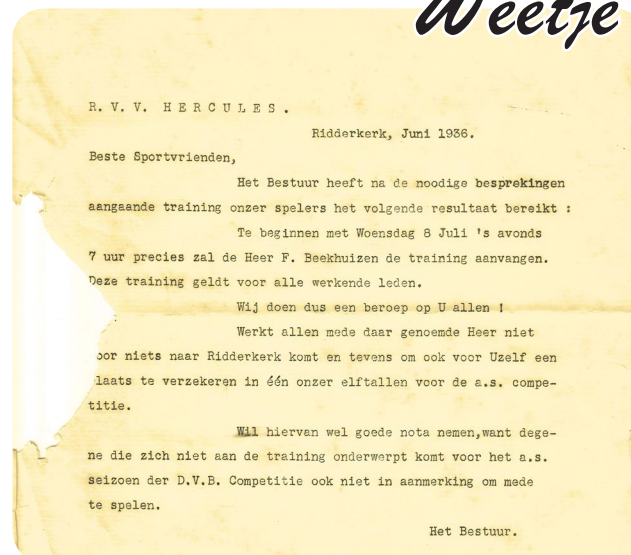 Weetje
R. V. V. HERCULES.
Ridderkerk, Juni 1936.
Beste Sportvrienden,
Het Bestuur heeft na de noodige besprekingen
aangaande training onzer spelers het volgende resultaat bereikt :
Te beginnen met Woensdag 8 Juli 's avonds
7 uur precies zal de Heer F. Beekhuizen de training aanvangen.
Deze training geldt voor alle werkende leden.
Wij doen dus een beroep op U allen !
Werkt allen mede daar genoemde Heer niet
oor niets naar Ridderkerk komt en tevens om ook voor Uzelf een
laats te verzekeren in één onzer elftallen voor de a.s. compe-
titie.
Wil hiervan wel goede nota nemen,want dege-
ne die zich niet aan de training onderwerpt komt voor het a.s.
seizoen der D.V.B. Competitie ook niet in aanmerking om mede
te spelen.
Het Bestuur.